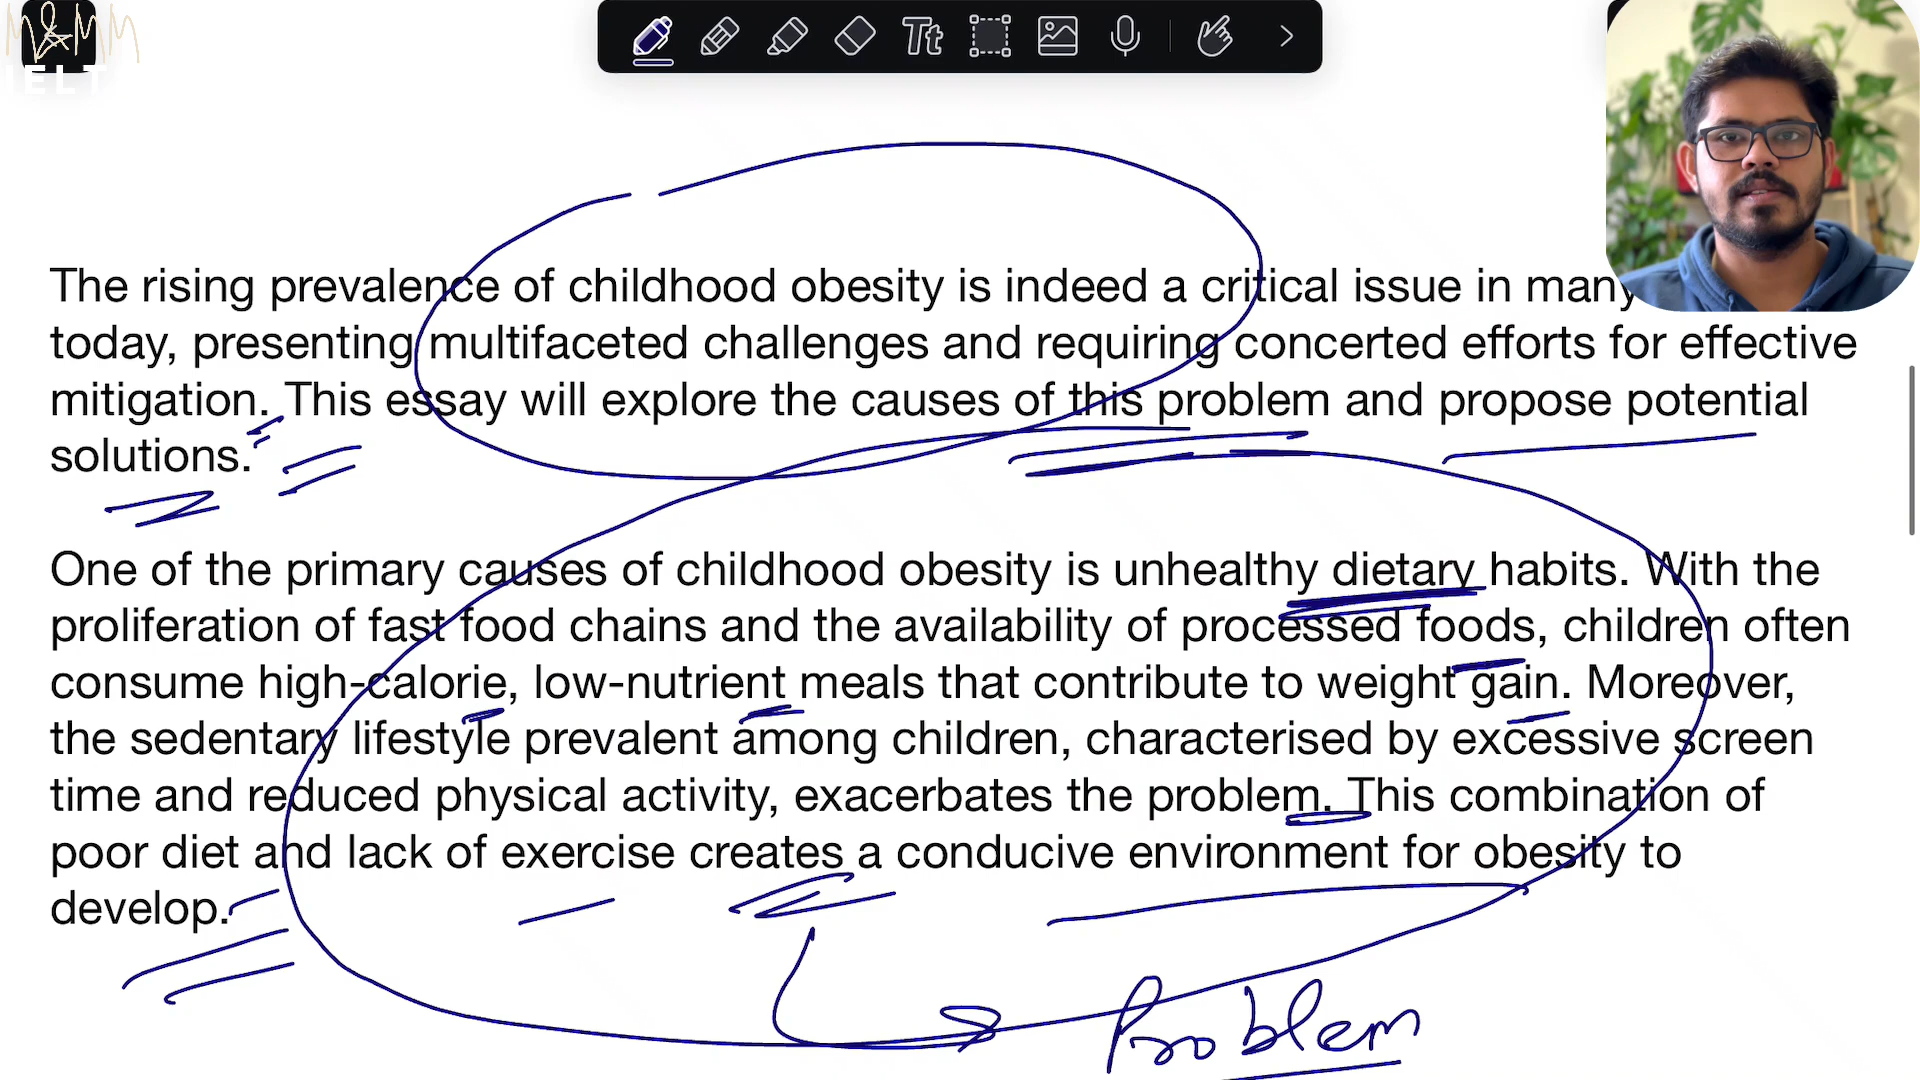 M&MM
IELT
Tt
The rising prevalence of childhood obesity is indeed a critical issue in many
today, presenting multifaceted challenges and requiring concerted efforts for effective
mitigation. This essay will explore the causes of this problem and propose potential
solutions.
One of the primary causes of childhood obesity is unhealthy dietary habits. With the
proliferation of fast food chains and the availability of processed foods, children often
consume high-calorie, low-nutrient meals that contribute to weight gain. Moreover,
the sedentary lifestyle prevalent among children, characterised by excessive screen
time and reduced physical activity, exacerbates the problem. This combination of
poor diet and lack of exercise creates a conducive environment for obesity to
develop.
Problem